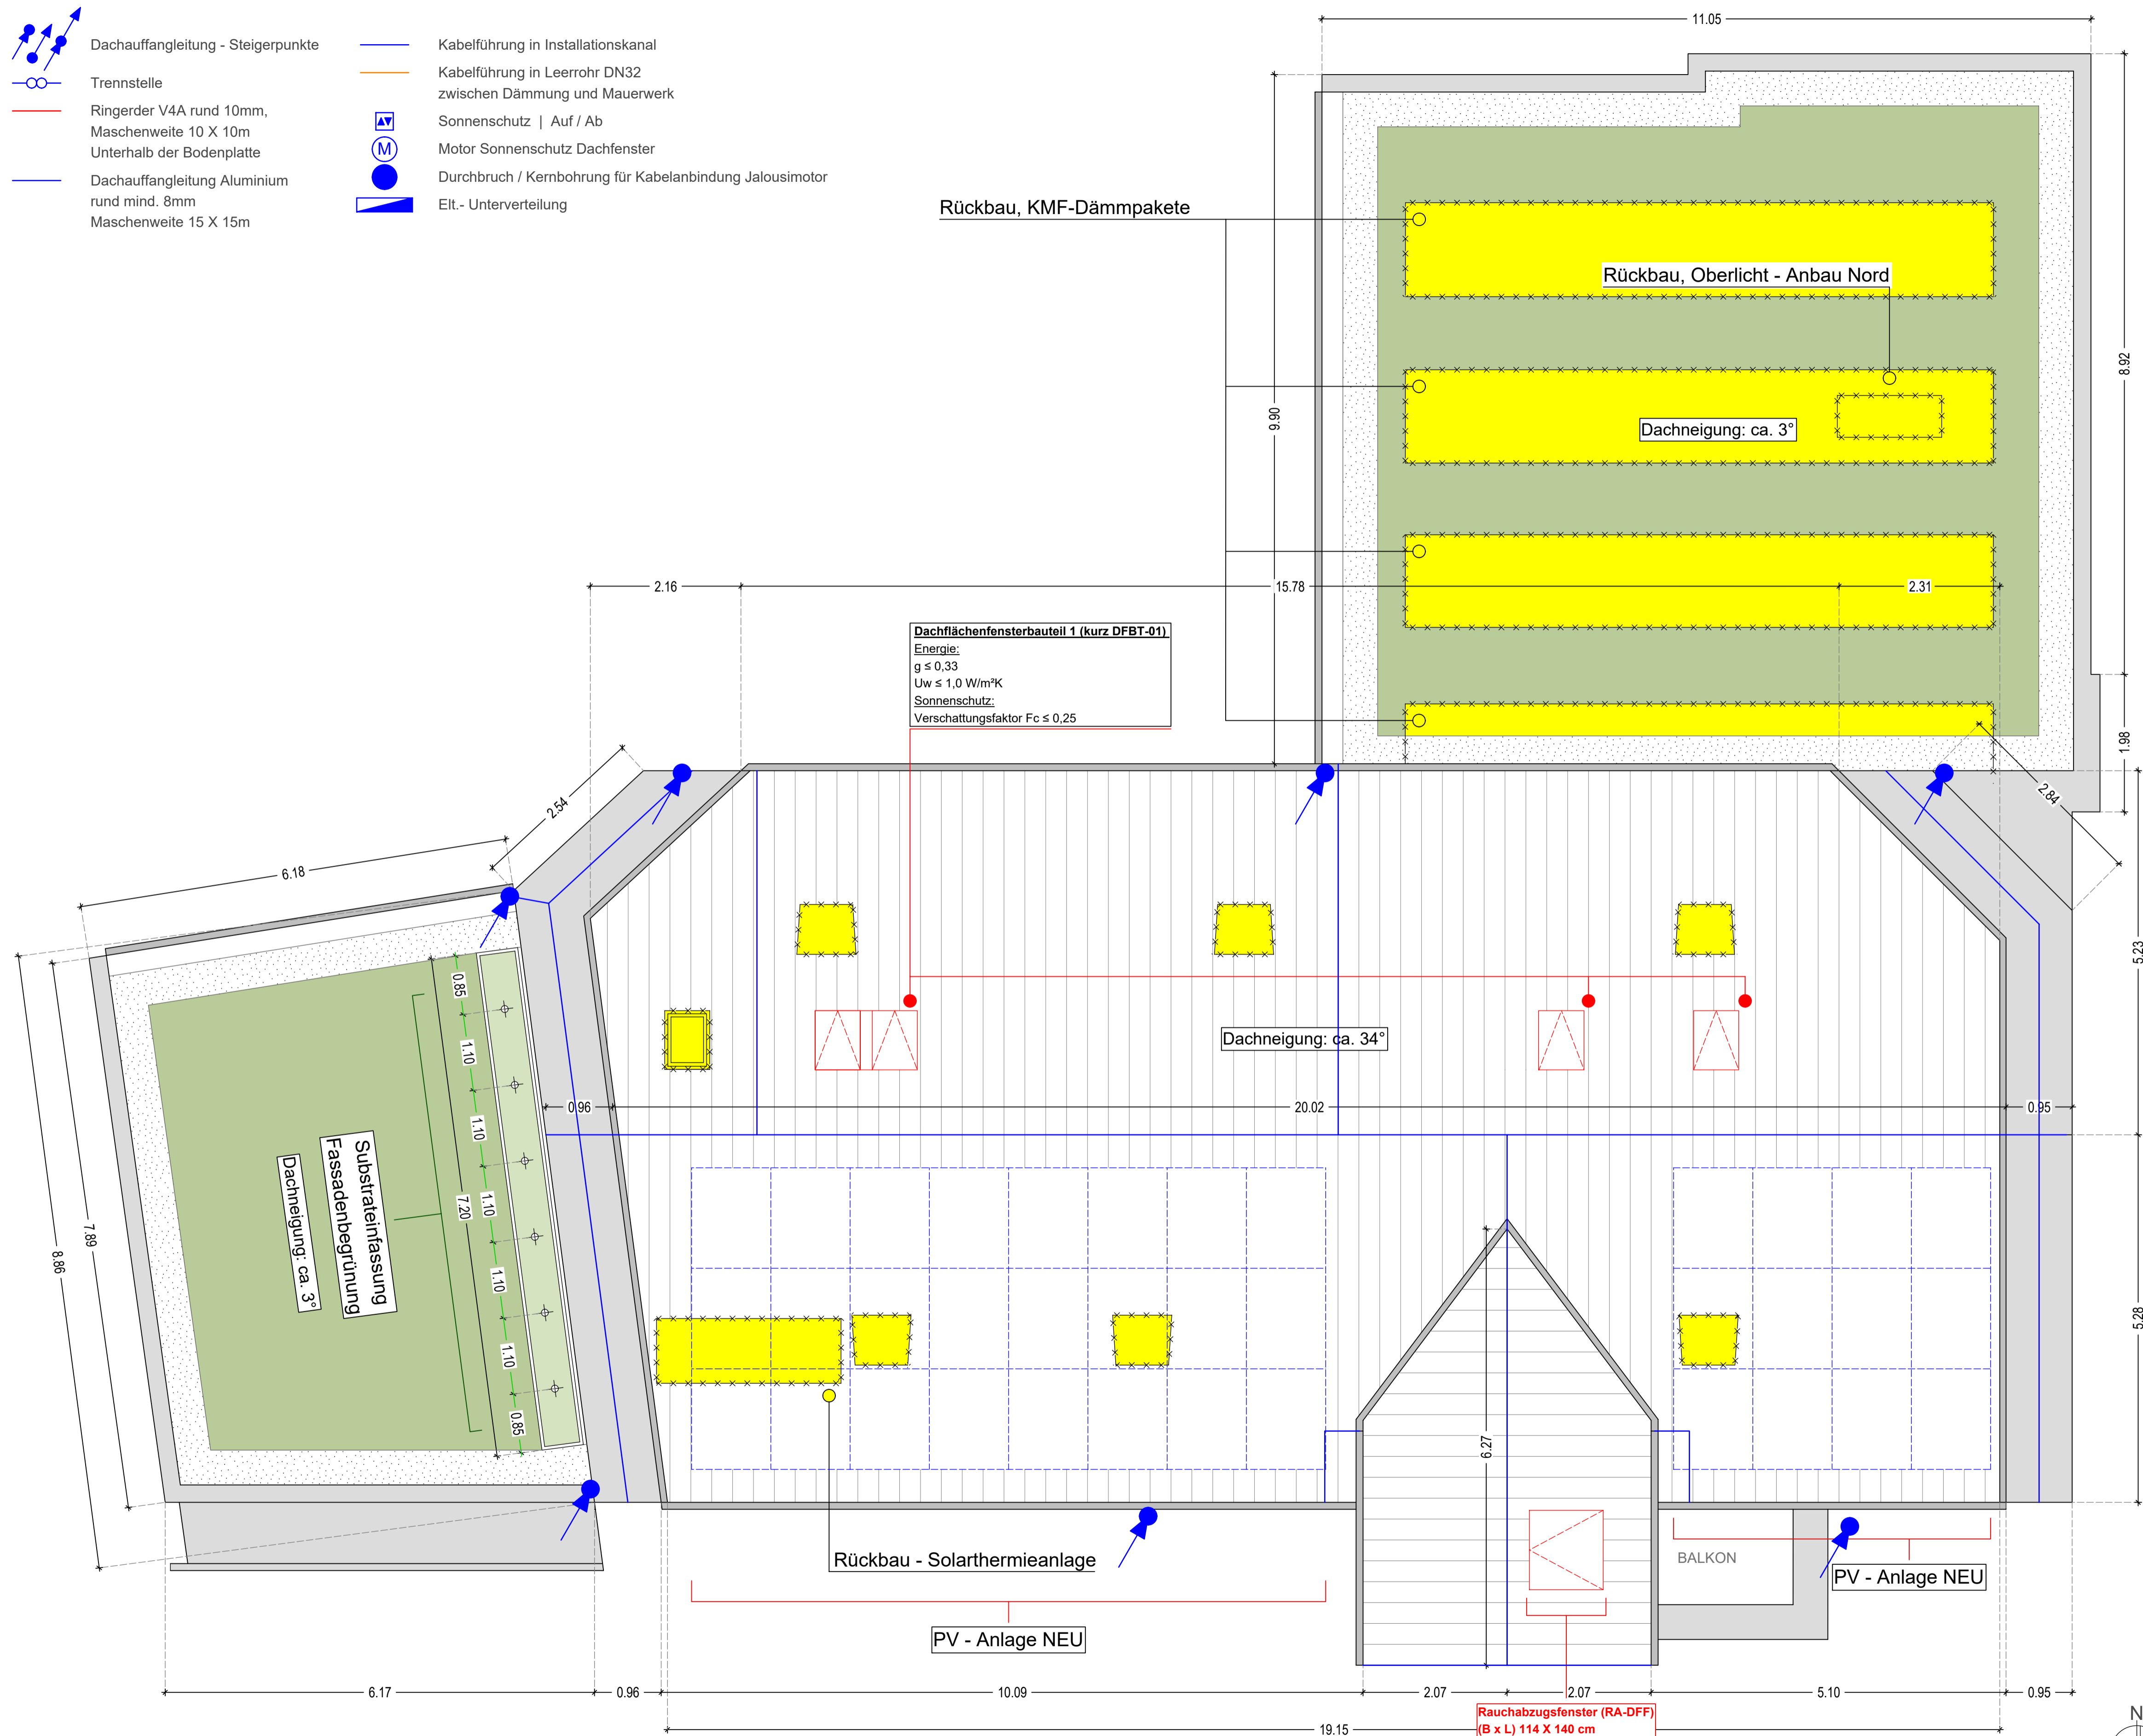 Dachauffangleitung - Steigerpunkte
Trennstelle
Ringerder V4A rund 10mm,
Maschenweite 10 X 10m
Unterhalb der Bodenplatte
Dachauffangleitung Aluminium
rund mind. 8mm
Maschenweite 15 X 15m
Kabelführung in Installationskanal
Kabelführung in Leerrohr DN32
zwischen Dämmung und Mauerwerk
Sonnenschutz | Auf / Ab
M
Motor Sonnenschutz Dachfenster
Durchbruch / Kernbohrung für Kabelanbindung Jalousimotor
Elt.- Unterverteilung
11.05
Rückbau, KMF-Dämmpakete
Rückbau, Oberlicht - Anbau Nord
8.92
9.90
Dachneigung: ca. 3°
2.16
15.78
2.31
Dachflächenfensterbauteil 1 (kurz DFBT-01)
Energie:
g ≤ 0,33
Uw ≤ 1,0 W/m²K
Sonnenschutz:
Verschattungsfaktor Fc ≤ 0,25
1.98
2.54
2.84
6.18
5.23
0.85
1.10
1.10
1.10
1.10
1.10
0.85
7.20
Dachneigung: ca. 34°
0.96
20.02
0.95
Substrateinfassung
Fassadenbegrünung
Dachneigung: ca. 3°
7.89
8.86
5.28
6.27
Rückbau - Solarthermieanlage
BALKON
PV - Anlage NEU
PV - Anlage NEU
6.17
0.96
10.09
2.07
2.07
5.10
0.95
Rauchabzugsfenster (RA-DFF)
(B x L) 114 X 140 cm
19.15
N